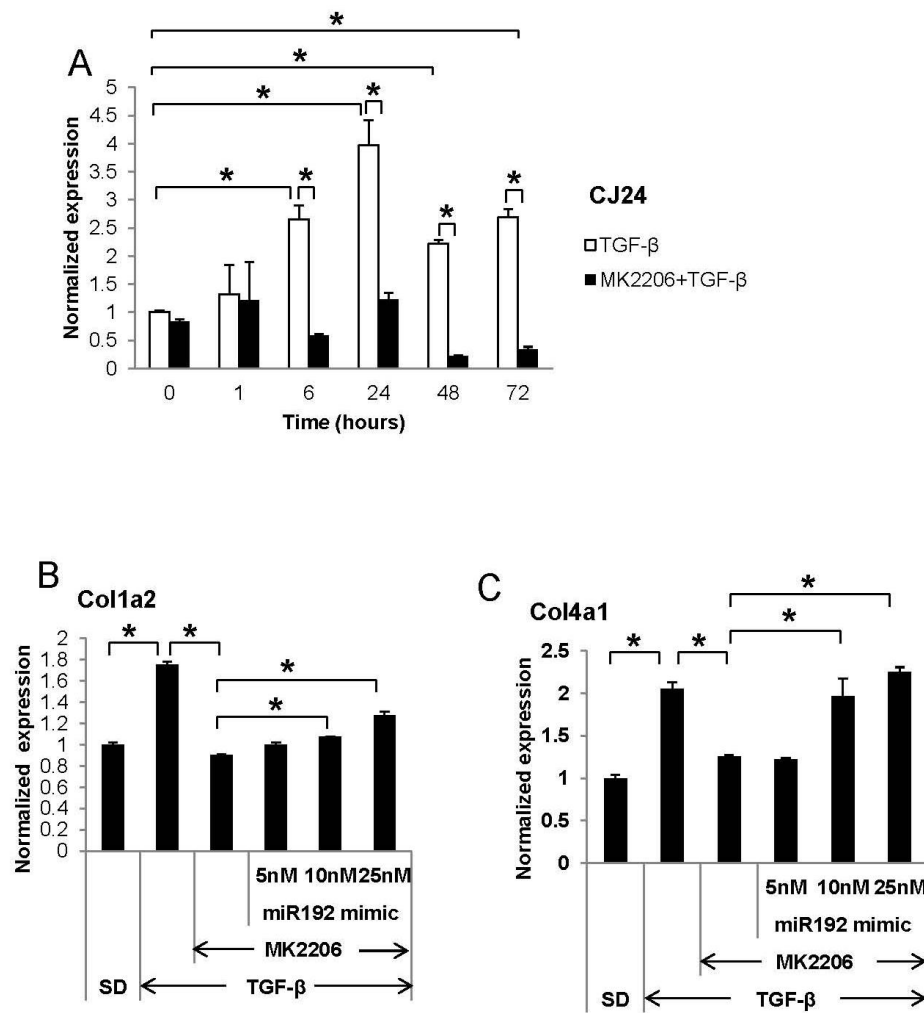 *
A
*
*
*
*
*
*
*
Normalized expression
5
4.5
4
3.5
3
2.5
2
1.5
1
0.5
0
0 1 6 24 48 72
Time (hours)
CJ24
TGF-β
MK2206+TGF-β
B
Col1a2
* *
*
*
Normalized expression
2
1.8
1.6
1.4
1.2
1
0.8
0.6
0.4
0.2
0
5nM 10nM 25nM
miR192 mimic
MK2206
SD TGF-β
C
Col4a1
*
*
* *
Normalized expression
2.5
2
1.5
1
0.5
0
5nM 10nM 25nM
miR192 mimic
MK2206
SD TGF-β